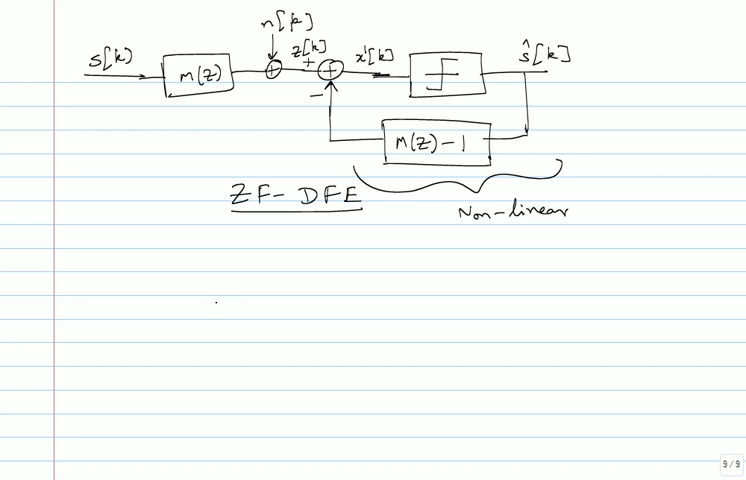 n[k]
s[k] M(z) + z[k] + + x'[k] ŝ[k]
−
M(z) − 1
ZF - DFE
Non-linear
9/9